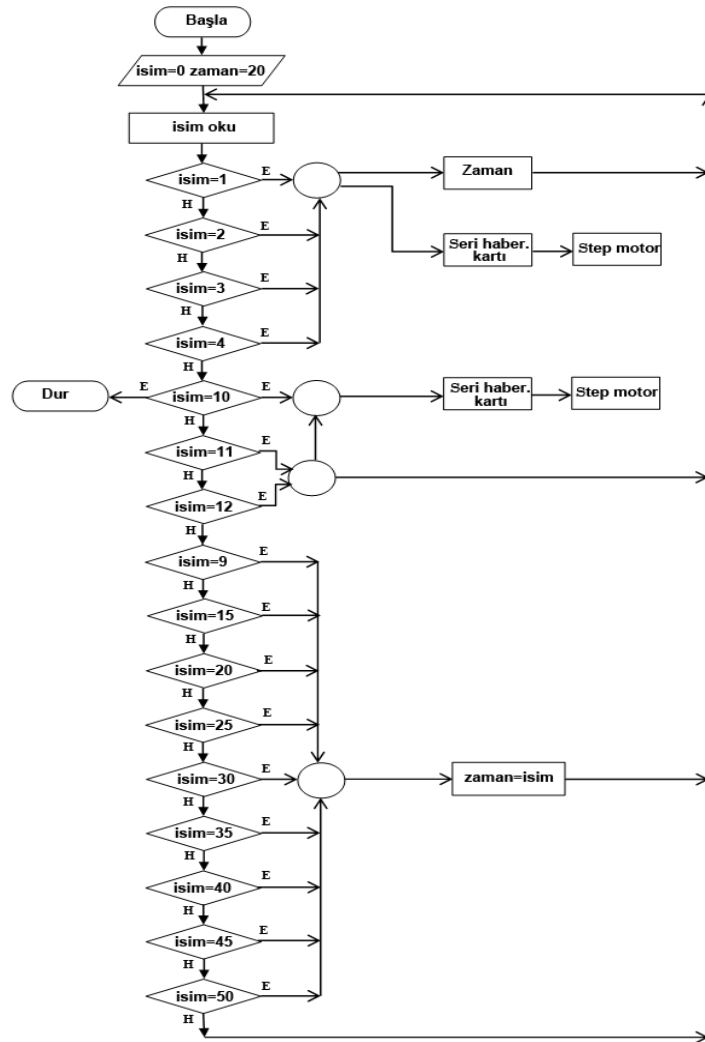 Başla
isim=0 zaman=20
isim oku
isim=1
E
H
Zaman
isim=2
E
H
Seri haber.
kartı
Step motor
isim=3
E
H
isim=4
E
H
Dur
E
isim=10
E
H
Seri haber.
kartı
Step motor
isim=11
E
H
isim=12
E
H
isim=9
E
H
isim=15
E
H
isim=20
E
H
isim=25
E
H
isim=30
E
H
zaman=isim
isim=35
E
H
isim=40
E
H
isim=45
E
H
isim=50
E
H